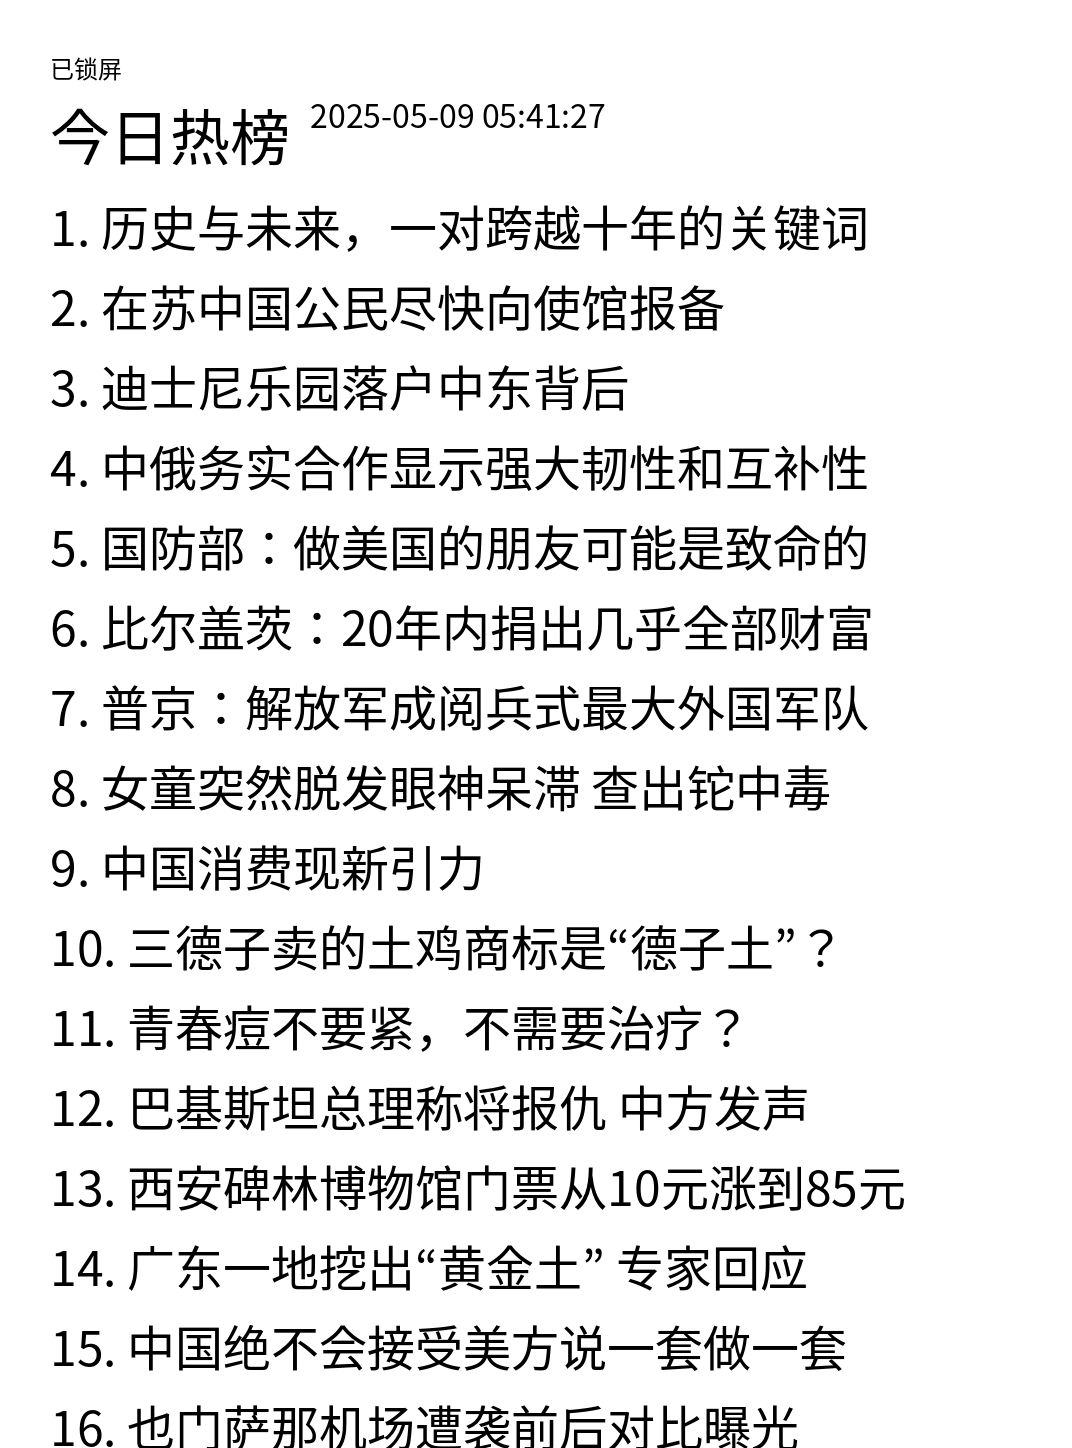 已锁屏
今日热榜 2025-05-09 05:41:27
1. 历史与未来，一对跨越十年的关键词
2. 在苏中国公民尽快向使馆报备
3. 迪士尼乐园落户中东背后
4. 中俄务实合作显示强大韧性和互补性
5. 国防部：做美国的朋友可能是致命的
6. 比尔盖茨：20年内捐出几乎全部财富
7. 普京：解放军成阅兵式最大外国军队
8. 女童突然脱发眼神呆滞 查出铊中毒
9. 中国消费现新引力
10. 三德子卖的土鸡商标是“德子土”？
11. 青春痘不要紧，不需要治疗？
12. 巴基斯坦总理称将报仇 中方发声
13. 西安碑林博物馆门票从10元涨到85元
14. 广东一地挖出“黄金土” 专家回应
15. 中国绝不会接受美方说一套做一套
16. 也门萨那机场遭袭前后对比曝光